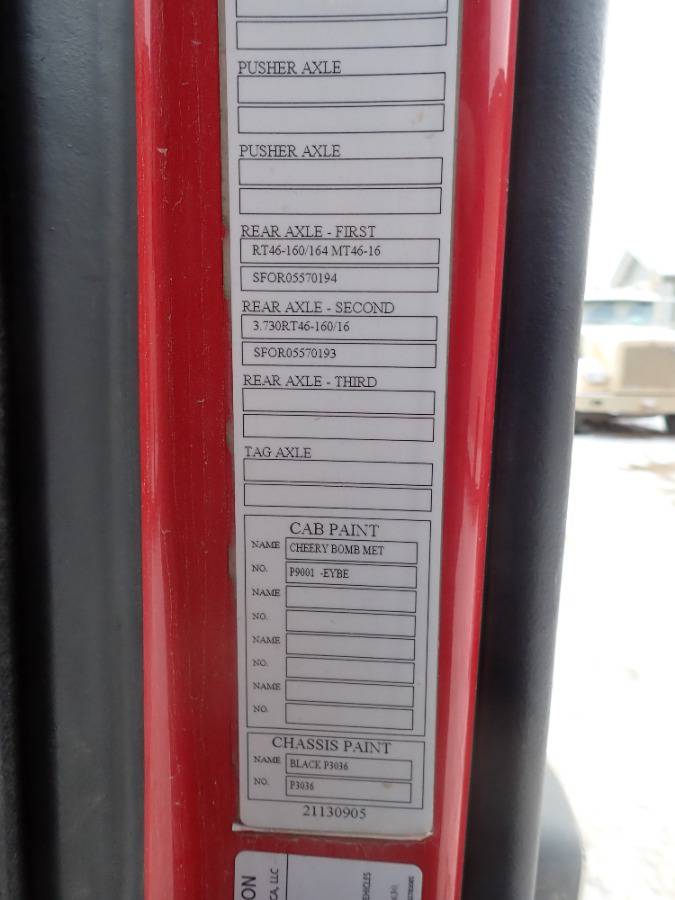 PUSHER AXLE
PUSHER AXLE
REAR AXLE - FIRST
RT46-160/164 MT46-16
SFOR05570194
REAR AXLE - SECOND
3.730RT46-160/16
SFOR05570193
REAR AXLE - THIRD
TAG AXLE
CAB PAINT
NAME CHEERY BOMB MET
NO. P9001 -EYBE
NAME
NO.
NAME
NO.
NAME
NO.
CHASSIS PAINT
NAME BLACK P3036
NO. P3036
21130905
ON
CA, LLC